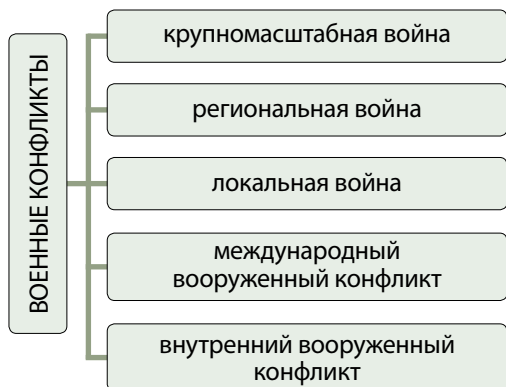 ВОЕННЫЕ КОНФЛИКТЫ
крупномасштабная война
региональная война
локальная война
международный
вооруженный конфликт
внутренний вооруженный
конфликт